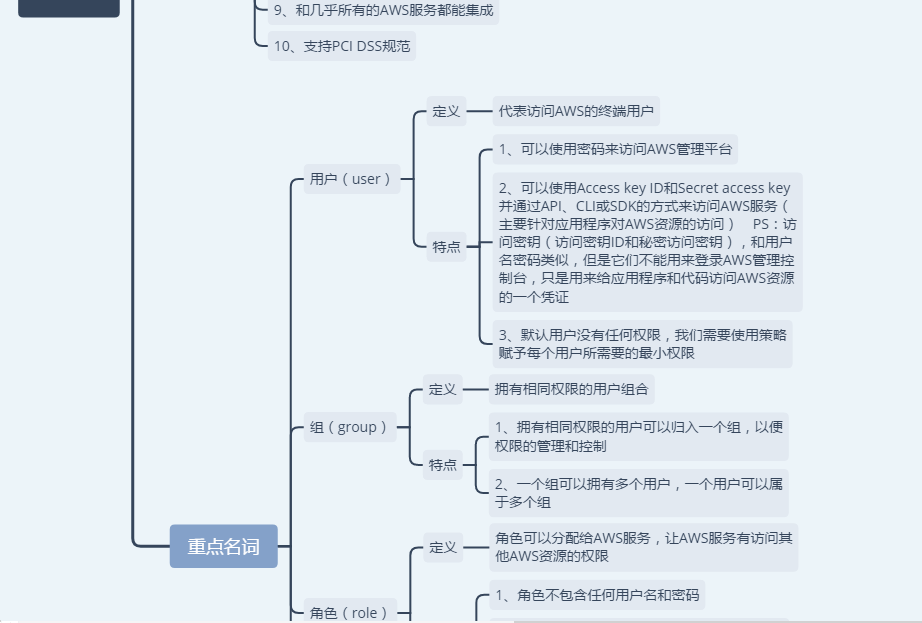 9、和几乎所有的AWS服务都能集成
10、支持PCI DSS规范
定义
代表访问AWS的终端用户
1、可以使用密码来访问AWS管理平台
用户（user）
2、可以使用Access key ID和Secret access key
并通过API、CLI或SDK的方式来访问AWS服务（
主要针对应用程序对AWS资源的访问） PS：访
问密钥（访问密钥ID和秘密访问密钥），和用户
名密码类似，但是它们不能用来登录AWS管理控
制台，只是用来给应用程序和代码访问AWS资源
的一个凭证
特点
3、默认用户没有任何权限，我们需要使用策略
赋予每个用户所需要的最小权限
定义
拥有相同权限的用户组合
组（group）
1、拥有相同权限的用户可以归入一个组，以便
权限的管理和控制
特点
2、一个组可以拥有多个用户，一个用户可以属
于多个组
重点名词
定义
角色可以分配给AWS服务，让AWS服务有访问其
他AWS资源的权限
1、角色不包含任何用户名和密码
角色（role）